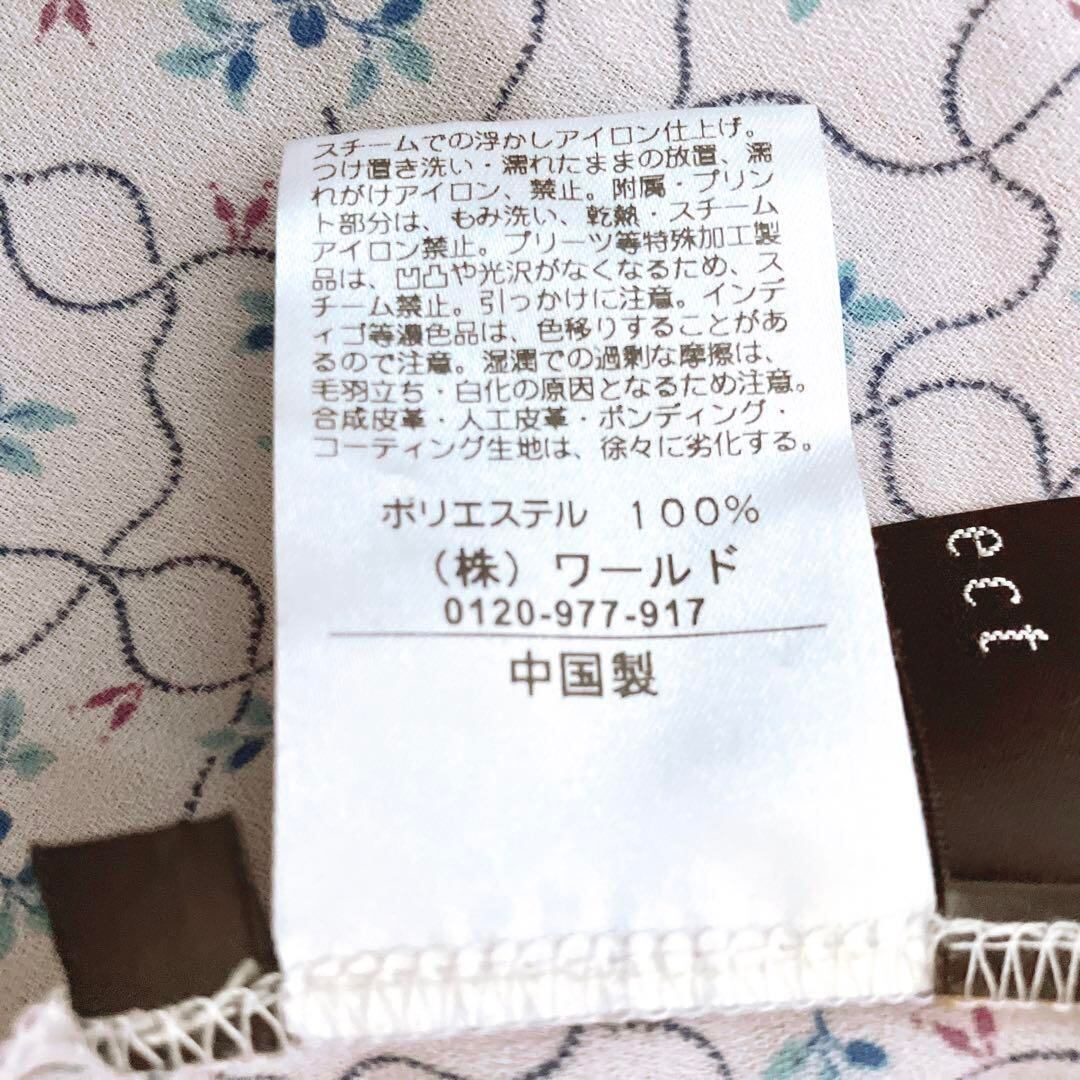 スチームでの浮かしアイロン仕上げ。
つけ置き洗い・濡れたままの放置、濡
れがけアイロン、禁止。附属・プリン
ト部分は、もみ洗い、乾熱・スチーム
アイロン禁止。プリーツ等特殊加工製
品は、凹凸や光沢がなくなるため、ス
チーム禁止。引っかけに注意。インデ
ィゴ等濃色品は、色移りすることがあ
るので注意。湿潤での過剰な摩擦は、
毛羽立ち・白化の原因となるため注意。
合成皮革・人工皮革・ボンディング・
コーティング生地は、徐々に劣化する。
ポリエステル 100%
(株) ワールド
0120-977-917
中国製
ect